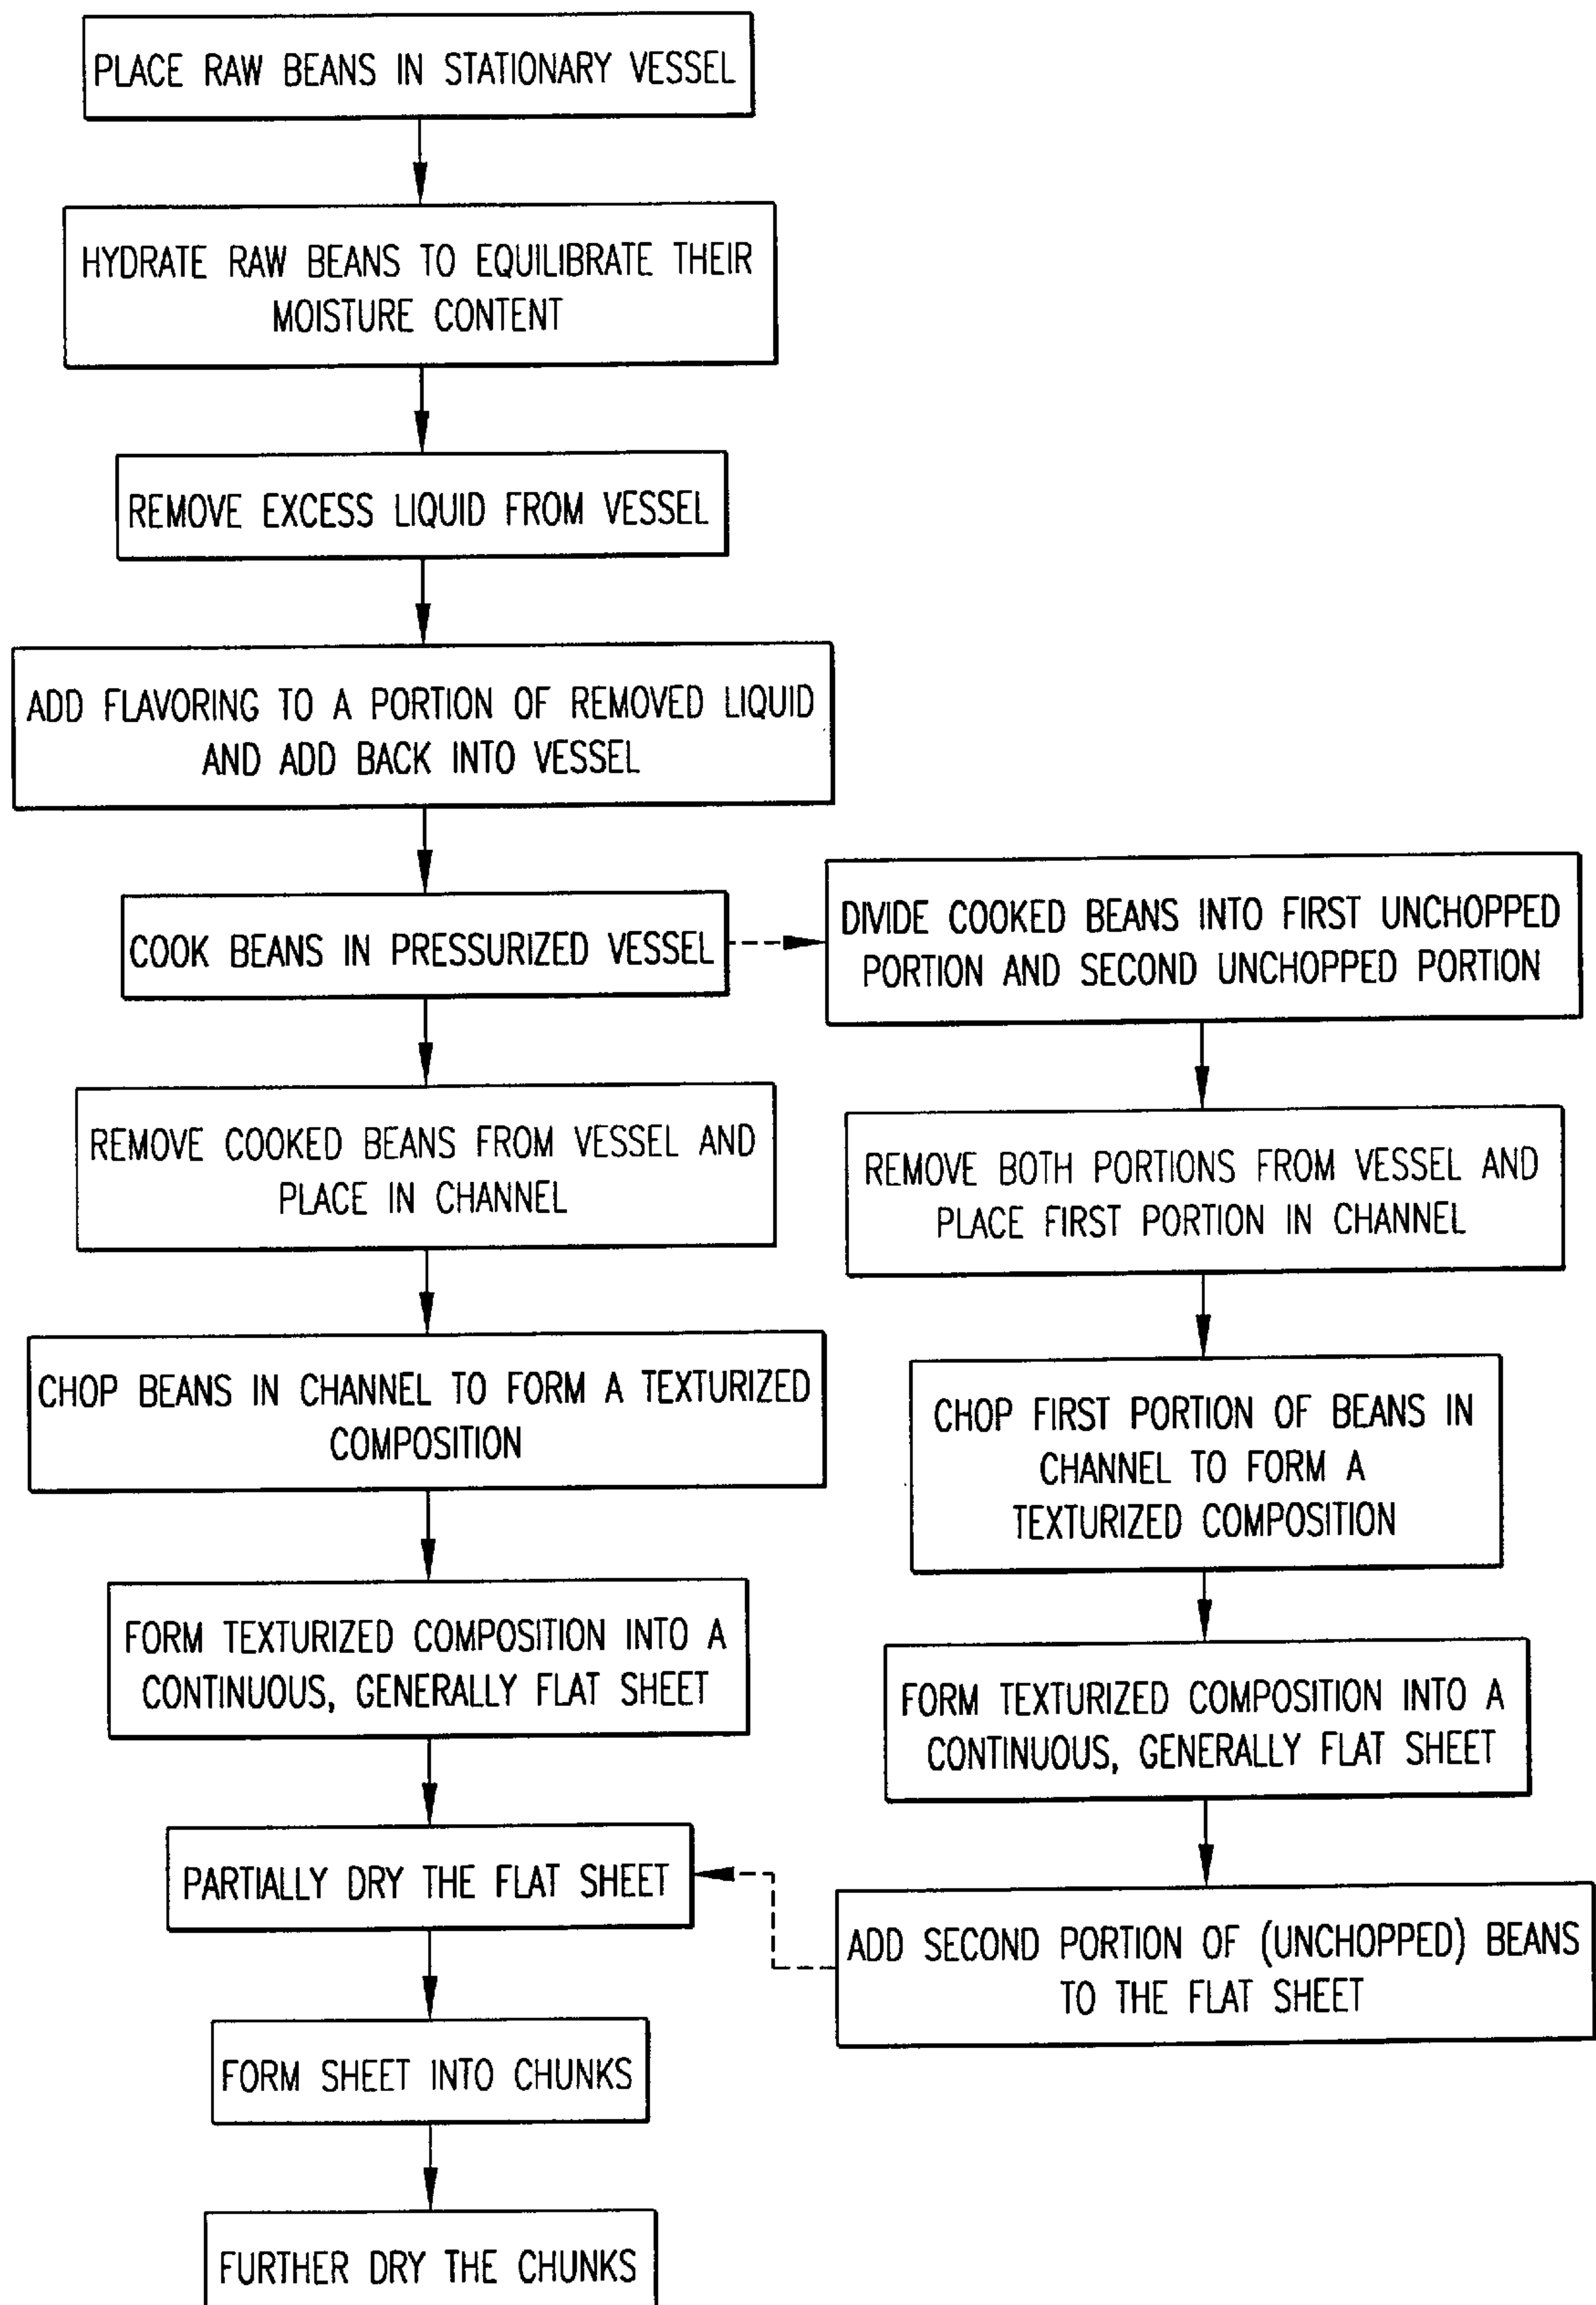 PLACE RAW BEANS IN STATIONARY VESSEL
HYDRATE RAW BEANS TO EQUILIBRATE THEIR
MOISTURE CONTENT
REMOVE EXCESS LIQUID FROM VESSEL
ADD FLAVORING TO A PORTION OF REMOVED LIQUID
AND ADD BACK INTO VESSEL
COOK BEANS IN PRESSURIZED VESSEL
REMOVE COOKED BEANS FROM VESSEL AND
PLACE IN CHANNEL
CHOP BEANS IN CHANNEL TO FORM A TEXTURIZED
COMPOSITION
FORM TEXTURIZED COMPOSITION INTO A
CONTINUOUS, GENERALLY FLAT SHEET
PARTIALLY DRY THE FLAT SHEET
FORM SHEET INTO CHUNKS
FURTHER DRY THE CHUNKS
DIVIDE COOKED BEANS INTO FIRST UNCHOPPED
PORTION AND SECOND UNCHOPPED PORTION
REMOVE BOTH PORTIONS FROM VESSEL AND
PLACE FIRST PORTION IN CHANNEL
CHOP FIRST PORTION OF BEANS IN
CHANNEL TO FORM A
TEXTURIZED COMPOSITION
FORM TEXTURIZED COMPOSITION INTO A
CONTINUOUS, GENERALLY FLAT SHEET
ADD SECOND PORTION OF (UNCHOPPED) BEANS
TO THE FLAT SHEET